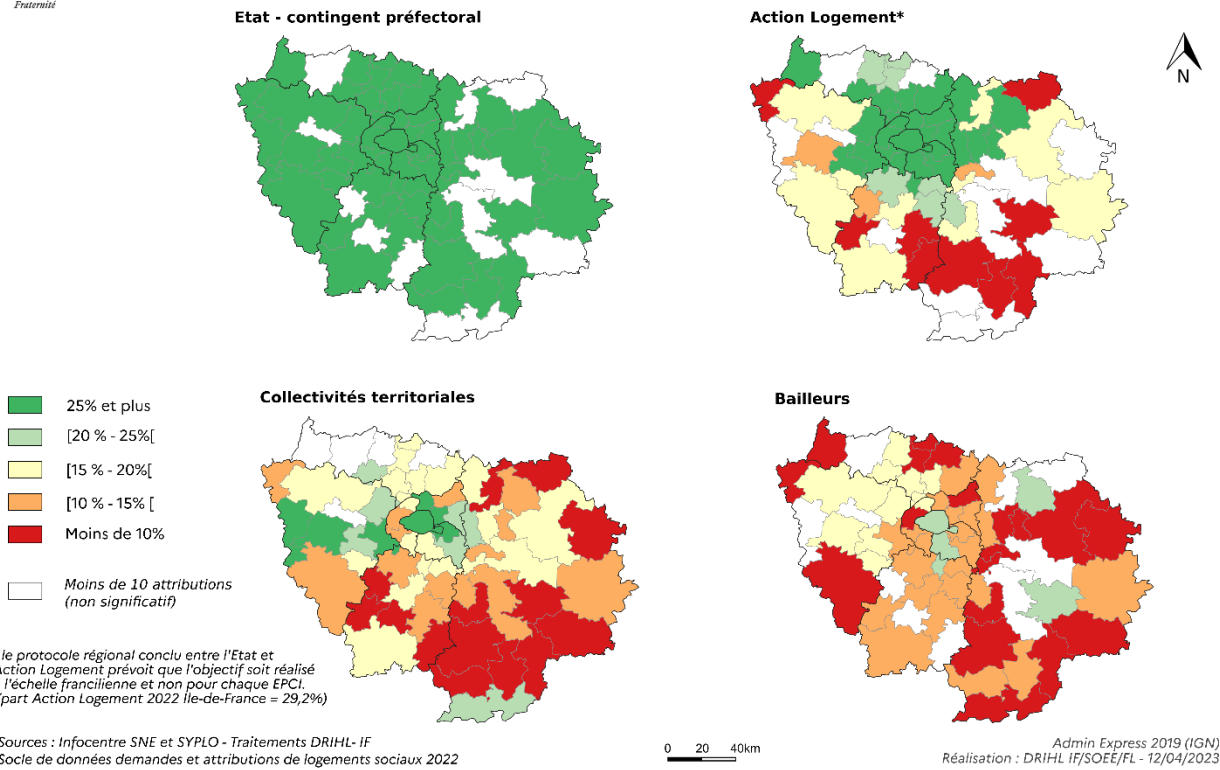 Fraternité
Etat - contingent préfectoral
Action Logement*
N
Collectivités territoriales
Bailleurs
25% et plus
[20 % - 25%[
[15 % - 20%[
[10 % - 15% [
Moins de 10%
Moins de 10 attributions
(non significatif)
le protocole régional conclu entre l'Etat et
Action Logement prévoit que l'objectif soit réalisé
l'échelle francilienne et non pour chaque EPCI.
(part Action Logement 2022 Ile-de-France = 29,2%)
Sources : Infocentre SNE et SYPLO - Traitements DRIHL- IF
Socle de données demandes et attributions de logements sociaux 2022
0 20 40km
Admin Express 2019 (IGN)
Réalisation : DRIHL IF/SOEE/FL - 12/04/2023